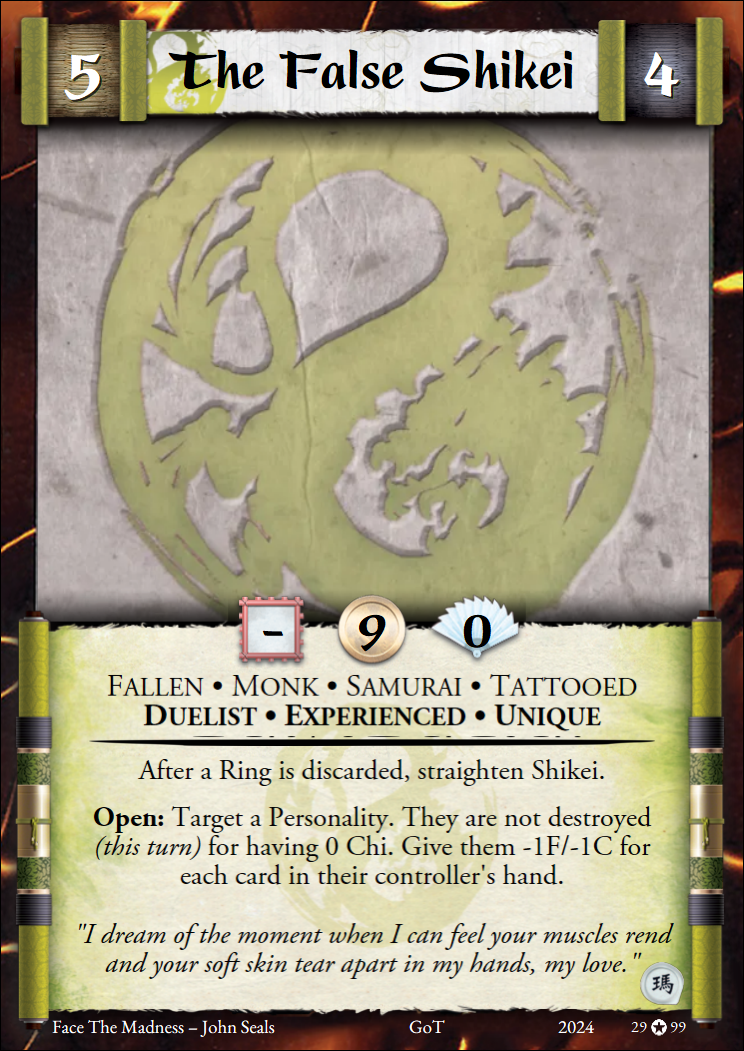 5 The False Shikei 4
- 9 0
FALLEN • MONK • SAMURAI • TATTOOED
DUELIST • EXPERIENCED • UNIQUE
After a Ring is discarded, straighten Shikei.
Open: Target a Personality. They are not destroyed
(this turn) for having 0 Chi. Give them -1F/-1C for
each card in their controller's hand.
"I dream of the moment when I can feel your muscles rend
and your soft skin tear apart in my hands, my love."
瑪
Face The Madness – John Seals GoT 2024 29 ✪ 99